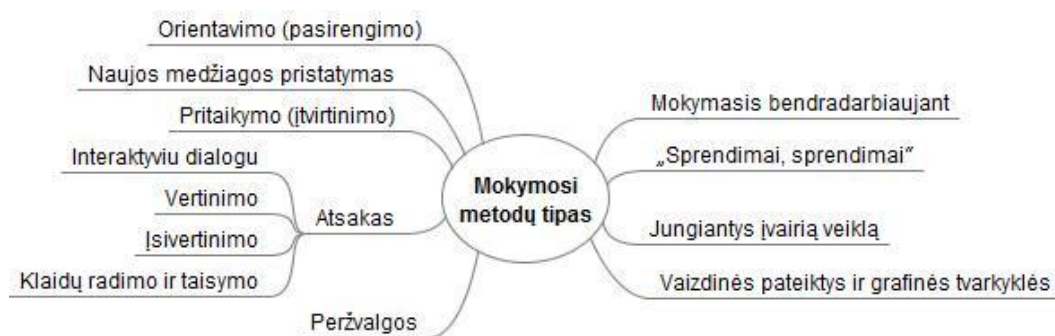 Orientavimo (pasirengimo)
Naujos medžiagos pristatymas
Pritaikymo (įtvirtinimo)
Interaktyviu dialogu
Vertinimo
Įsivertinimo
Klaidų radimo ir taisymo
Atsakas
Peržvalgos
Mokymosi
metodų tipas
Mokymasis bendradarbiaujant
„Sprendimai, sprendimai“
Jungiantys įvairią veiklą
Vaizdinės pateiktys ir grafinės tvarkyklės